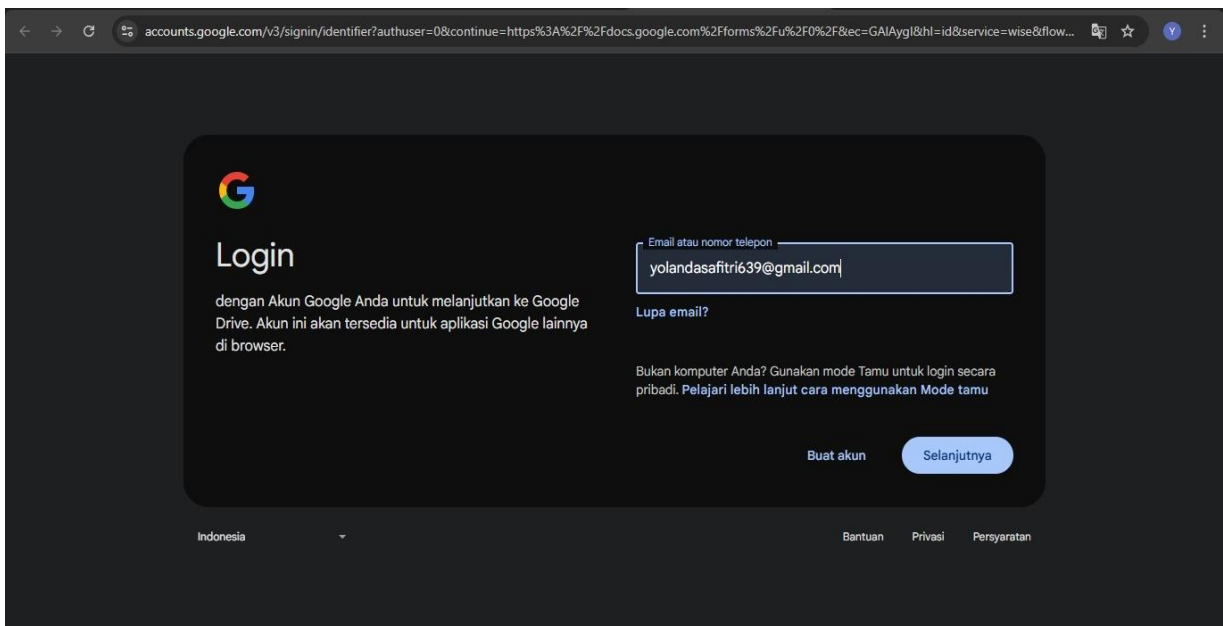 accounts.google.com/v3/signin/identifier?authuser=0&continue=https%3A%2F%2Fdocs.google.com%2Fforms%2Fu%2F0%2F&ec=GAlAygl&hl=id&service=wise&flow...
Y
Login
dengan Akun Google Anda untuk melanjutkan ke Google
Drive. Akun ini akan tersedia untuk aplikasi Google lainnya
di browser.
Email atau nomor telepon
yolandasafitri639@gmail.com
Lupa email?
Bukan komputer Anda? Gunakan mode Tamu untuk login secara
pribadi. Pelajari lebih lanjut cara menggunakan Mode tamu
Buat akun
Selanjutnya
Indonesia
Bantuan
Privasi
Persyaratan